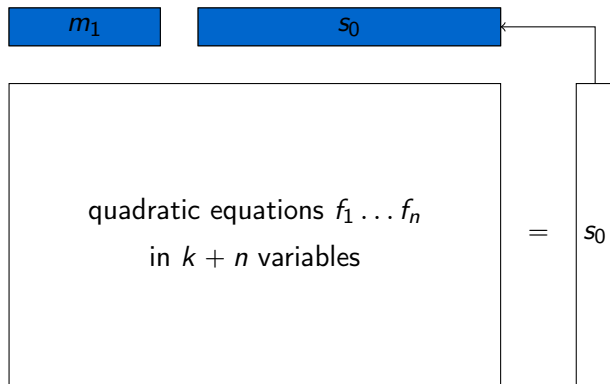 m₁ s₀
quadratic equations f₁ … fₙ
in k + n variables
= s₀